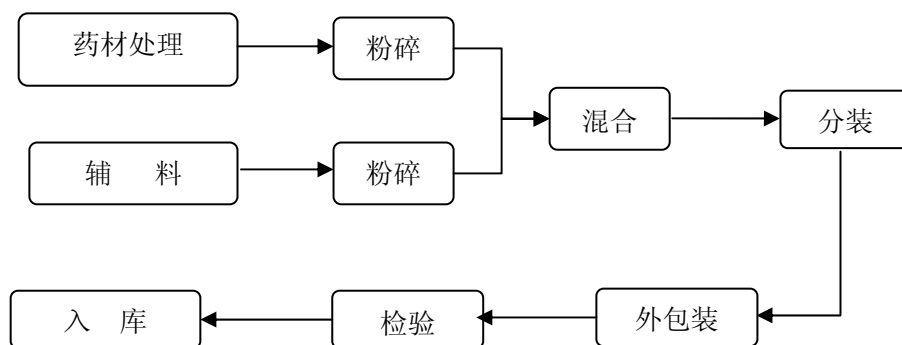 药材处理
粉碎
混合
分装
辅 料
粉碎
入 库
检验
外包装